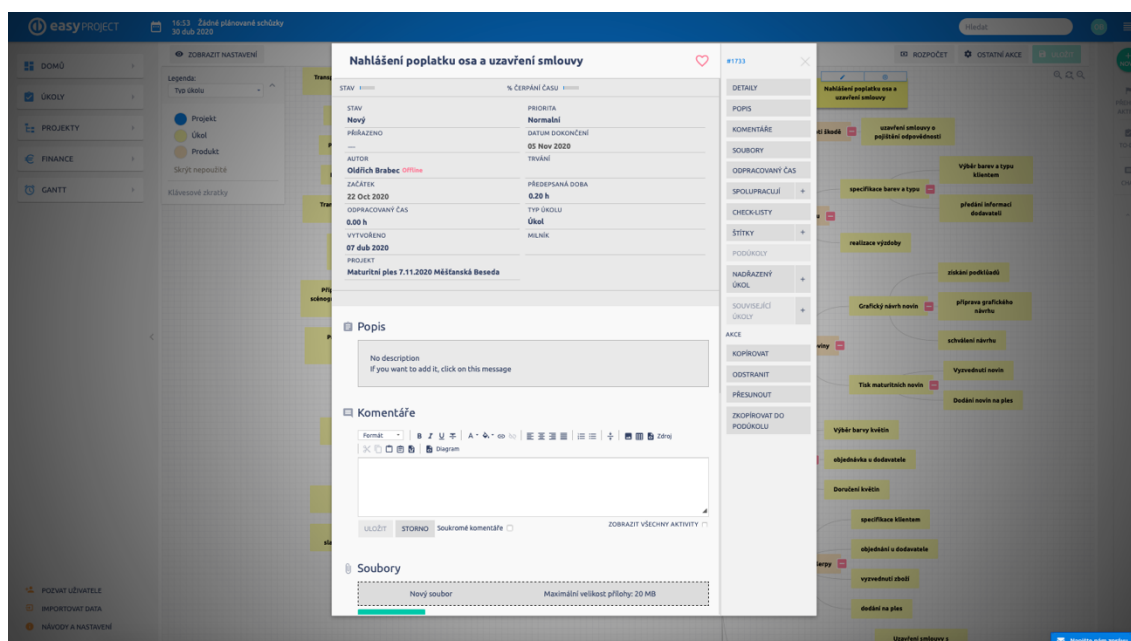 easy PROJECT
16:53 Žádné plánované schůzky
30 dub 2020
Hledat
DOMŮ
ÚKOLY
PROJEKTY
FINANCE
GANTT
ZOBRAZIT NASTAVENÍ
Legenda:
Typ úkolu
Projekt
Úkol
Produkt
Skrýt nepoužité
Klávesové zkratky
POZVAT UŽIVATELE
IMPORTOVAT DATA
NÁVODY A NASTAVENÍ
Nahlášení poplatku osa a uzavření smlouvy
STAV
% ČERPÁNÍ ČASU
STAV
Nový
PRIORITA
Normální
PŘIŘAZENO
---
DATUM DOKONČENÍ
05 Nov 2020
AUTOR
Oldřich Brabec Offline
TRVÁNÍ
ZAČÁTEK
22 Oct 2020
PŘEDEPSANÁ DOBA
0.20 h
ODPRACOVANÝ ČAS
0.00 h
TYP ÚKOLU
Úkol
VYTVOŘENO
07 dub 2020
MILNÍK
PROJEKT
Maturitní ples 7.11.2020 Měšťanská Beseda
Popis
No description
If you want to add it, click on this message
Komentáře
Formát
B I U
Zdroj
Diagram
ULOŽIT
STORNO
Soukromé komentáře
ZOBRAZIT VŠECHNY AKTIVITY
Soubory
Nový soubor
Maximální velikost přílohy: 20 MB
#1733
DETAILY
POPIS
KOMENTÁŘE
SOUBORY
ODPRACOVANÝ ČAS
SPOLUPRACUJÍ +
CHECK-LISTY
ŠTÍTKY +
PODÚKOLY
NADŘAZENÝ
ÚKOL +
SOUVISEJÍCÍ
ÚKOLY +
AKCE
KOPÍROVAT
ODSTRANIT
PŘESUNOUT
ZKOPÍROVAT DO
PODÚKOLU
ROZPOČET
OSTATNÍ AKCE
ULOŽIT
Nahlášení poplatku osa a
uzavření smlouvy
uzavření smlouvy o
pojištění odpovědnosti
Výběr barev a typu
klientem
specifikace barev a typu
předání informací
dodavateli
realizace výzdoby
získání podkladů
Grafický návrh novin
příprava grafického
návrhu
schválení návrhu
Vyzvednutí novin
Tisk maturitních novin
Dodání novin na ples
Výběr barvy květin
objednávka u dodavatele
Doručení květin
specifikace klientem
objednání u dodavatele
vyzvednutí zboží
dodání na ples
Uzavření smlouvy s